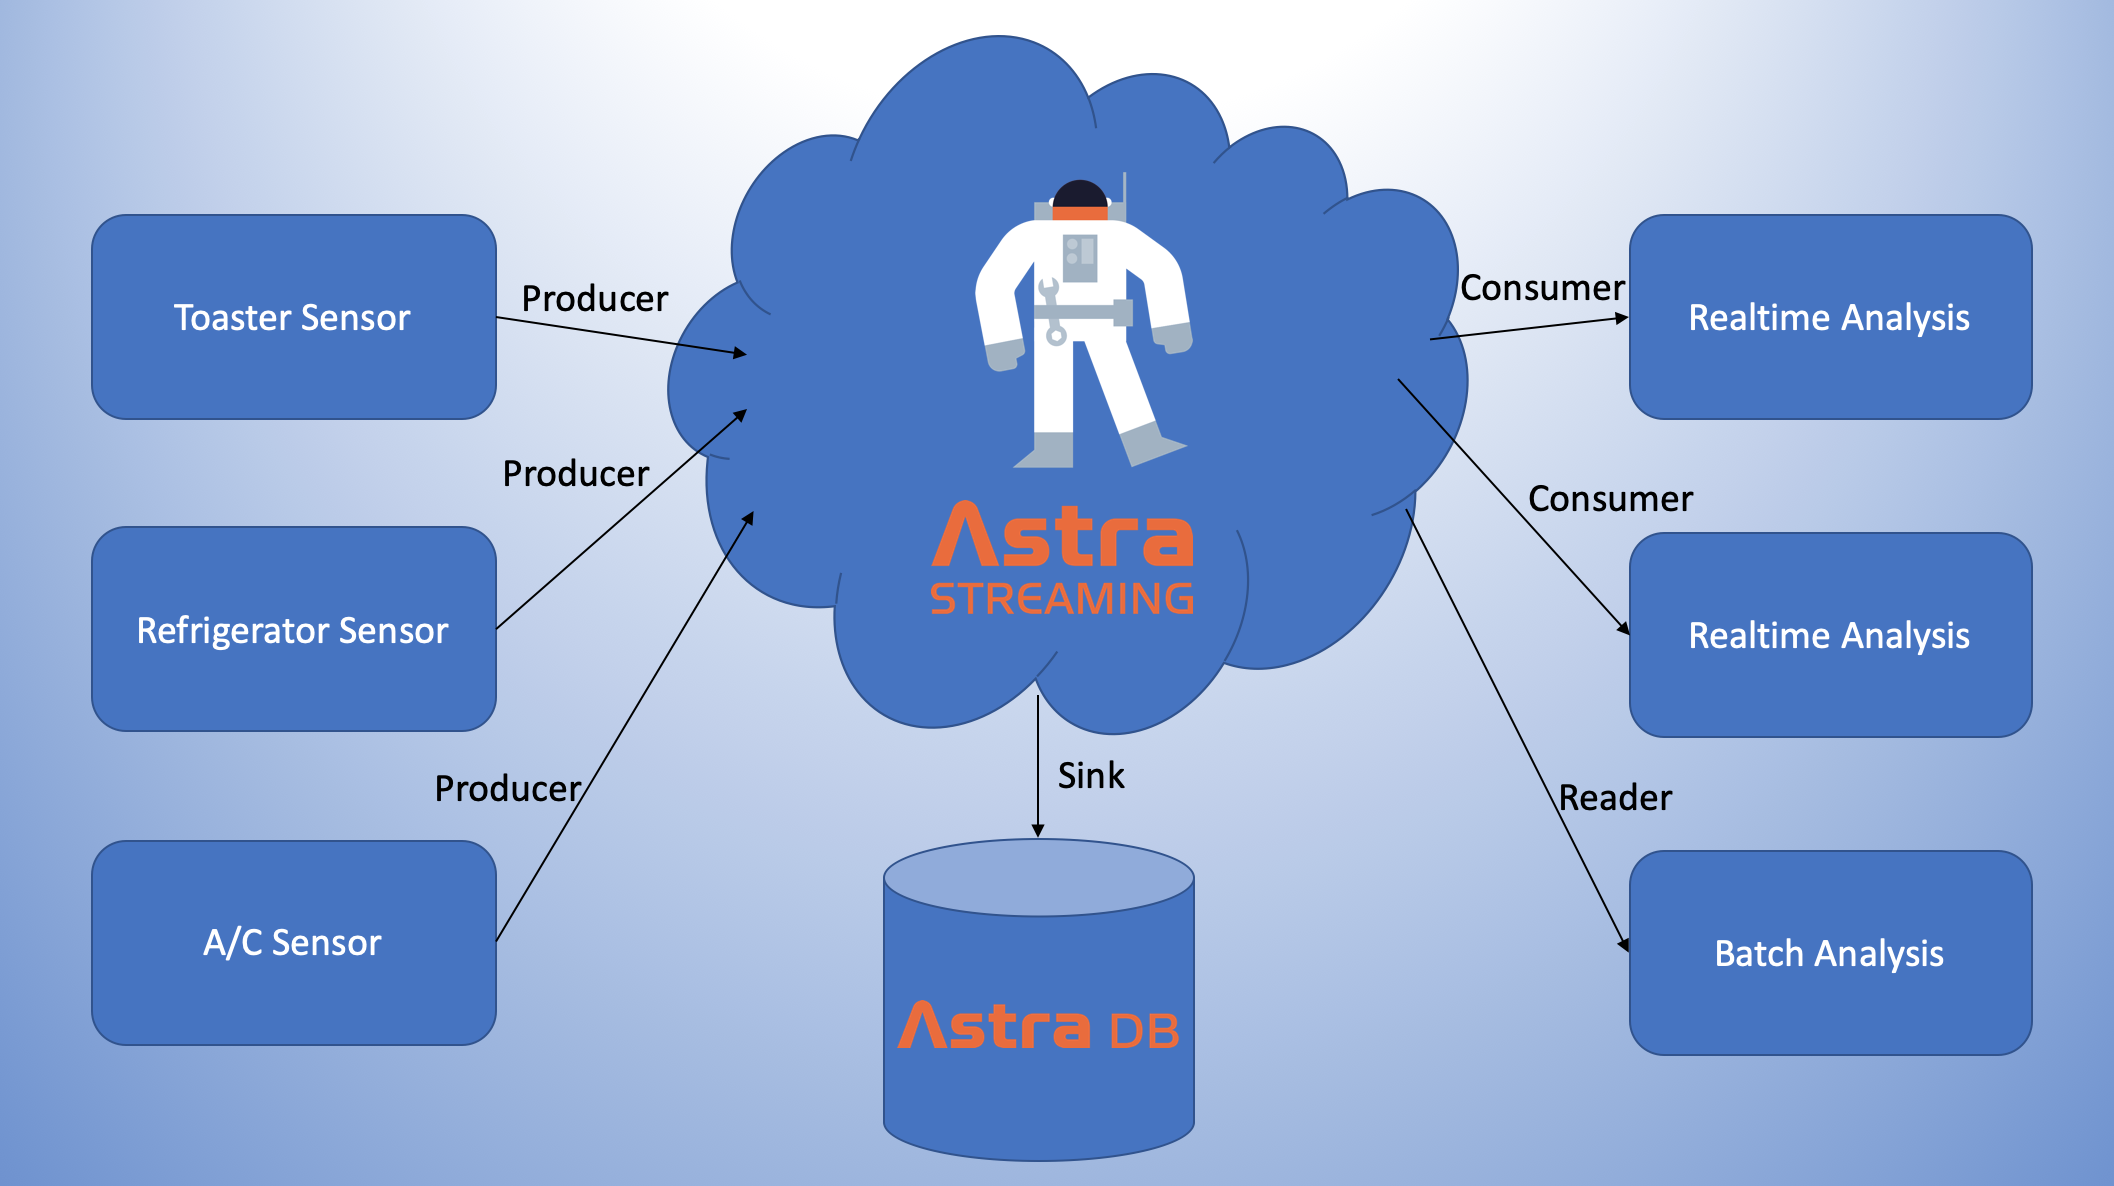 Toaster Sensor
Producer
Refrigerator Sensor
Producer
A/C Sensor
Producer
Astra
STREAMING
Sink
Astra DB
Consumer
Realtime Analysis
Consumer
Realtime Analysis
Reader
Batch Analysis